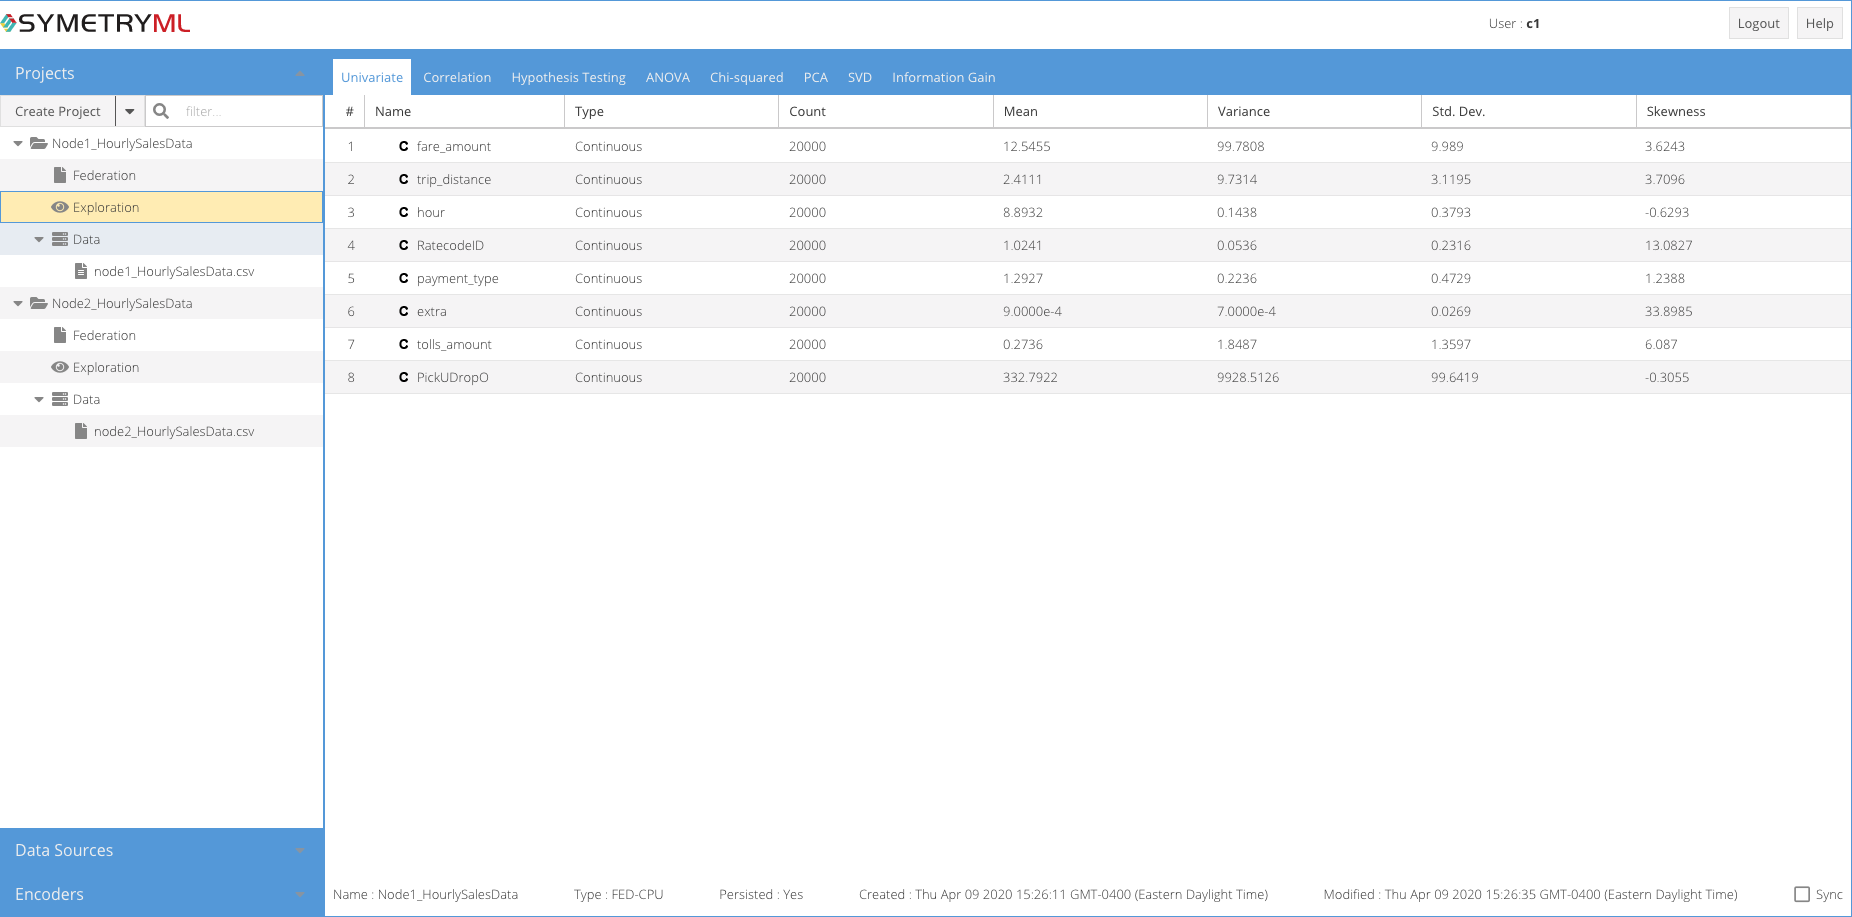 SYMETRYML
User : c1
Logout
Help
Projects
Univariate Correlation Hypothesis Testing ANOVA Chi-squared PCA SVD Information Gain
Create Project
filter...
# Name Type Count Mean Variance Std. Dev. Skewness
Node1_HourlySalesData
Federation
Exploration
Data
node1_HourlySalesData.csv
Node2_HourlySalesData
Federation
Exploration
Data
node2_HourlySalesData.csv
1 C fare_amount Continuous 20000 12.5455 99.7808 9.989 3.6243
2 C trip_distance Continuous 20000 2.4111 9.7314 3.1195 3.7096
3 C hour Continuous 20000 8.8932 0.1438 0.3793 -0.6293
4 C RatecodeID Continuous 20000 1.0241 0.0536 0.2316 13.0827
5 C payment_type Continuous 20000 1.2927 0.2236 0.4729 1.2388
6 C extra Continuous 20000 9.0000e-4 7.0000e-4 0.0269 33.8985
7 C tolls_amount Continuous 20000 0.2736 1.8487 1.3597 6.087
8 C PickUDropO Continuous 20000 332.7922 9928.5126 99.6419 -0.3055
Data Sources
Encoders
Name : Node1_HourlySalesData Type : FED-CPU Persisted : Yes Created : Thu Apr 09 2020 15:26:11 GMT-0400 (Eastern Daylight Time) Modified : Thu Apr 09 2020 15:26:35 GMT-0400 (Eastern Daylight Time) Sync